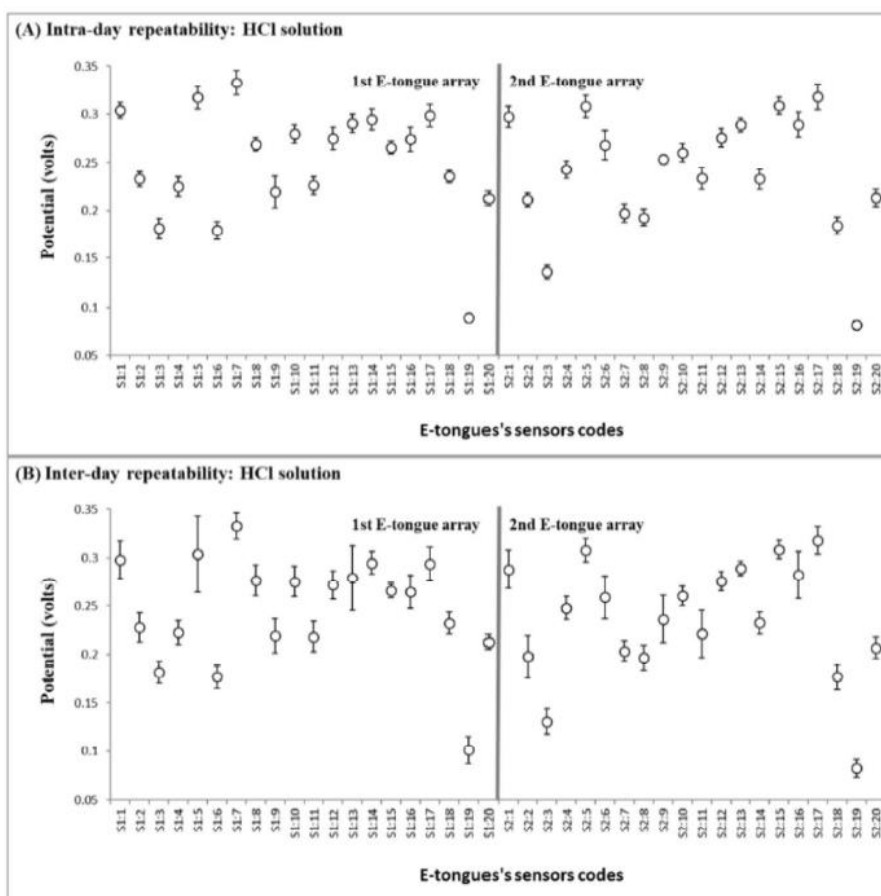 (A) Intra-day repeatability: HCl solution
0.35
1st E-tongue array
2nd E-tongue array
0.3
0.25
0.2
0.15
0.1
0.05
Potential (volts)
S1:1 S1:2 S1:3 S1:4 S1:5 S1:6 S1:7 S1:8 S1:9 S1:10 S1:11 S1:12 S1:13 S1:14 S1:15 S1:16 S1:17 S1:18 S1:19 S1:20 S2:1 S2:2 S2:3 S2:4 S2:5 S2:6 S2:7 S2:8 S2:9 S2:10 S2:11 S2:12 S2:13 S2:14 S2:15 S2:16 S2:17 S2:18 S2:19 S2:20
E-tongues's sensors codes
(B) Inter-day repeatability: HCl solution
0.35
1st E-tongue array
2nd E-tongue array
0.3
0.25
0.2
0.15
0.1
0.05
Potential (volts)
S1:1 S1:2 S1:3 S1:4 S1:5 S1:6 S1:7 S1:8 S1:9 S1:10 S1:11 S1:12 S1:13 S1:14 S1:15 S1:16 S1:17 S1:18 S1:19 S1:20 S2:1 S2:2 S2:3 S2:4 S2:5 S2:6 S2:7 S2:8 S2:9 S2:10 S2:11 S2:12 S2:13 S2:14 S2:15 S2:16 S2:17 S2:18 S2:19 S2:20
E-tongues's sensors codes